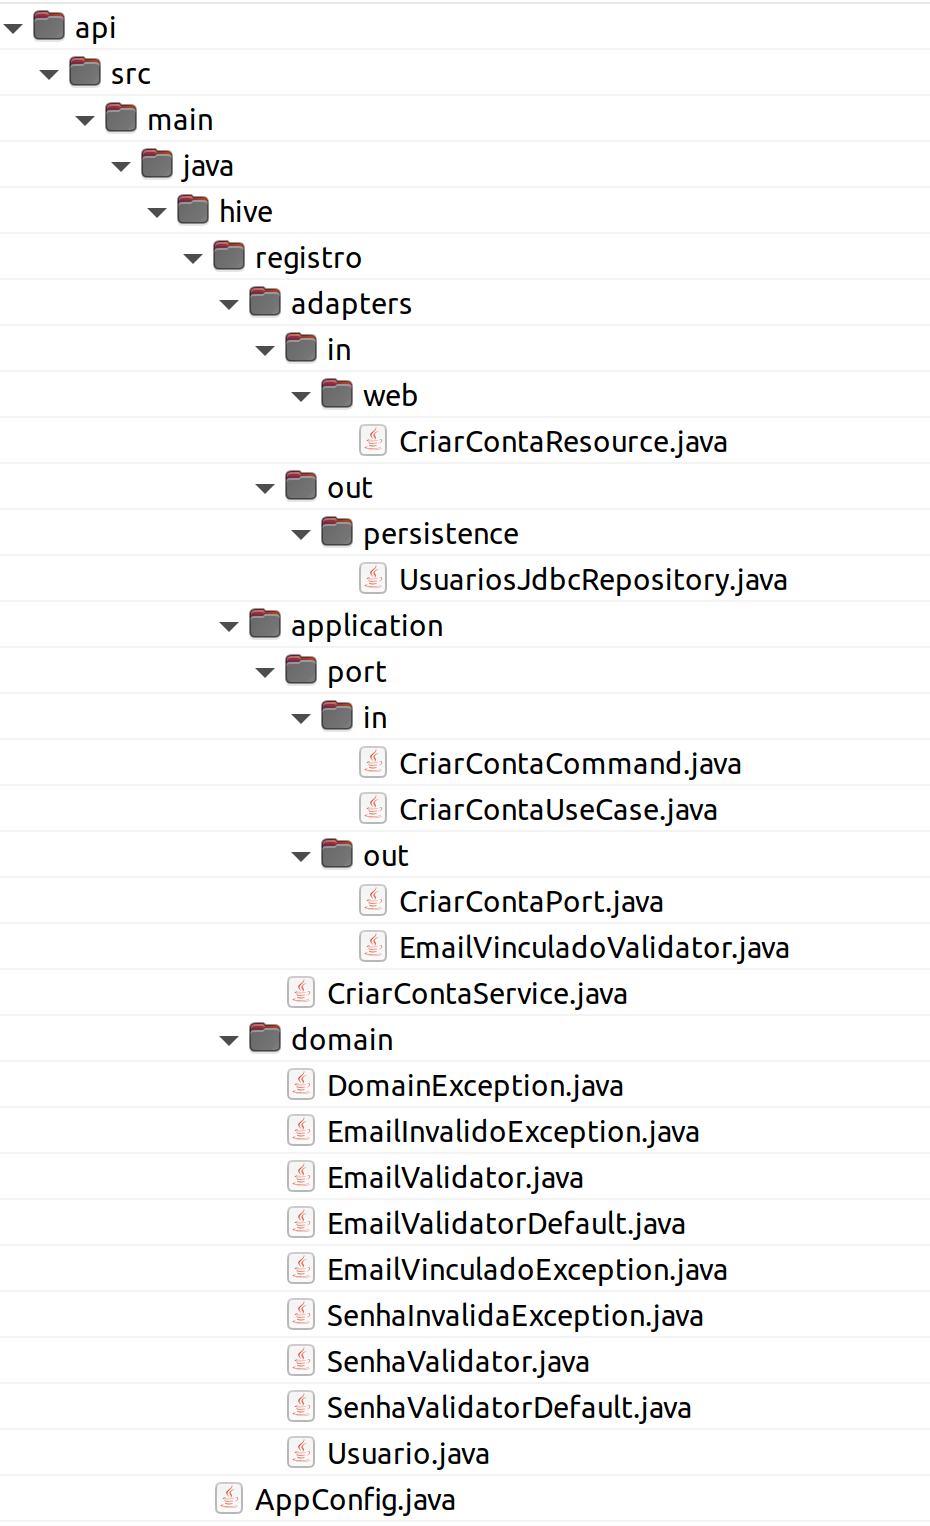 api
src
main
java
hive
registro
adapters
in
web
CriarContaResource.java
out
persistence
UsuariosJdbcRepository.java
application
port
in
CriarContaCommand.java
CriarContaUseCase.java
out
CriarContaPort.java
EmailVinculadoValidator.java
CriarContaService.java
domain
DomainException.java
EmailInvalidoException.java
EmailValidator.java
EmailValidatorDefault.java
EmailVinculadoException.java
SenhaInvalidaException.java
SenhaValidator.java
SenhaValidatorDefault.java
Usuario.java
AppConfig.java